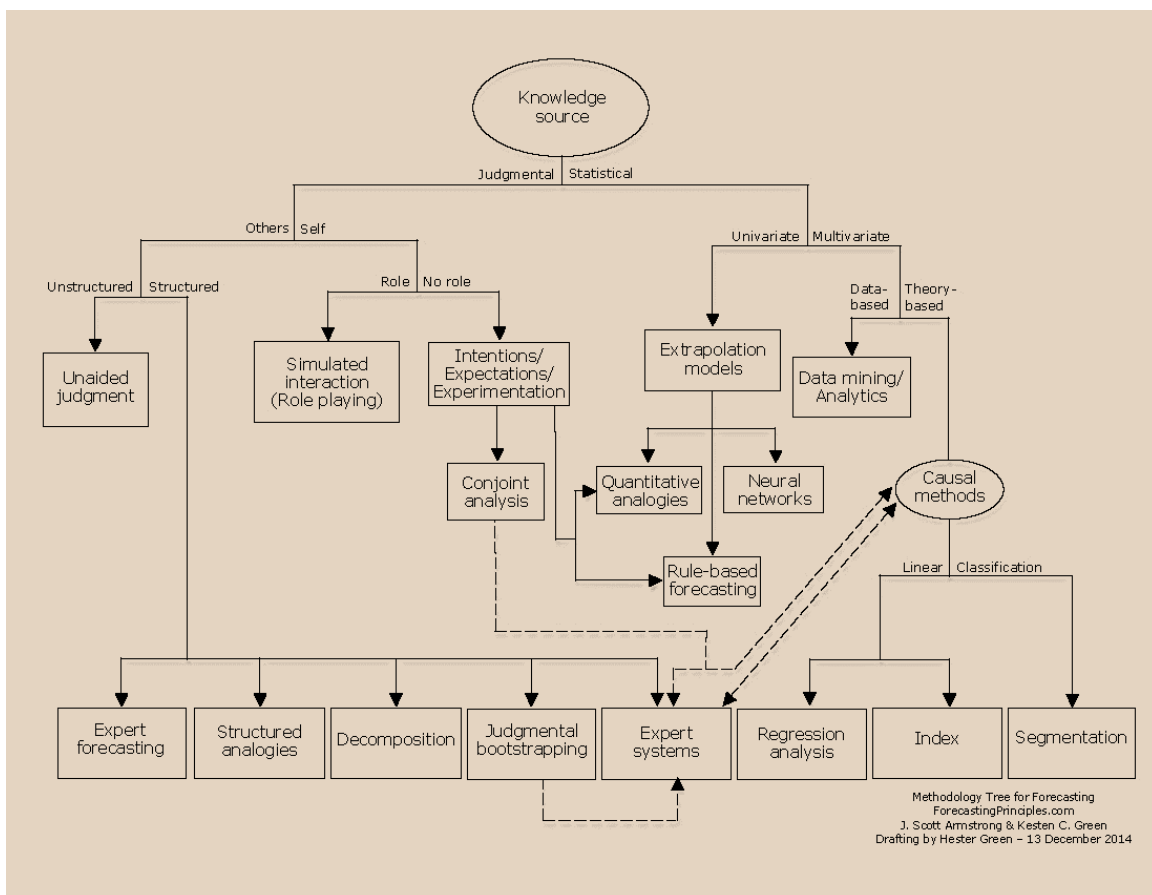 Knowledge
source
Judgmental Statistical
Others Self
Univariate Multivariate
Unstructured Structured
Role No role
Data-
based
Theory-
based
Unaided
judgment
Simulated
interaction
(Role playing)
Intentions/
Expectations/
Experimentation
Extrapolation
models
Data mining/
Analytics
Conjoint
analysis
Quantitative
analogies
Neural
networks
Causal
methods
Rule-based
forecasting
Linear Classification
Expert
forecasting
Structured
analogies
Decomposition
Judgmental
bootstrapping
Expert
systems
Regression
analysis
Index
Segmentation
Methodology Tree for Forecasting
ForecastingPrinciples.com
J. Scott Armstrong & Kesten C. Green
Drafting by Hester Green – 13 December 2014